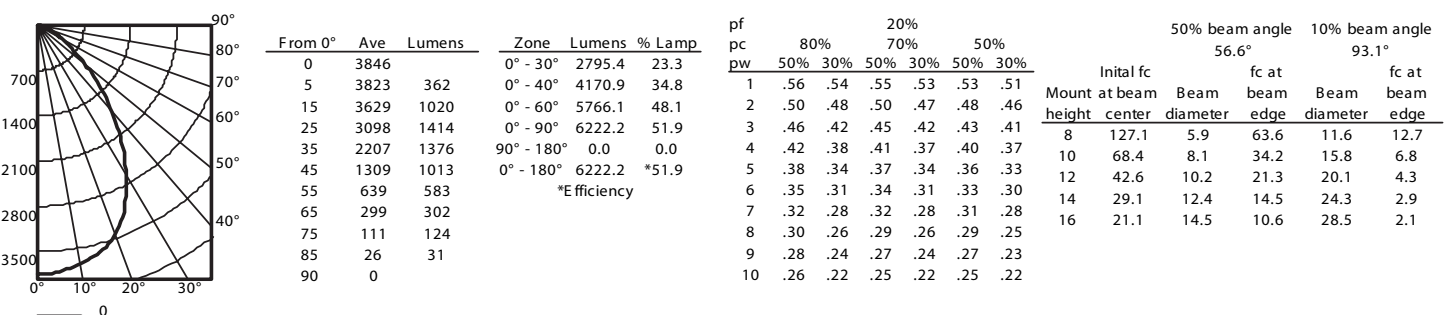 90°
80°
70°
60°
50°
40°
700
1400
2100
2800
3500
0° 10° 20° 30°
0
From 0° Ave Lumens
0 3846
5 3823 362
15 3629 1020
25 3098 1414
35 2207 1376
45 1309 1013
55 639 583
65 299 302
75 111 124
85 26 31
90 0
Zone Lumens % Lamp
0° - 30° 2795.4 23.3
0° - 40° 4170.9 34.8
0° - 60° 5766.1 48.1
0° - 90° 6222.2 51.9
90° - 180° 0.0 0.0
0° - 180° 6222.2 *51.9
*Efficiency
pf 20%
pc 80% 70% 50%
pw 50% 30% 50% 30% 50% 30%
1 .56 .54 .55 .53 .53 .51
2 .50 .48 .50 .47 .48 .46
3 .46 .42 .45 .42 .43 .41
4 .42 .38 .41 .37 .40 .37
5 .38 .34 .37 .34 .36 .33
6 .35 .31 .34 .31 .33 .30
7 .32 .28 .32 .28 .31 .28
8 .30 .26 .29 .26 .29 .25
9 .28 .24 .27 .24 .27 .23
10 .26 .22 .25 .22 .25 .22
50% beam angle 10% beam angle
56.6° 93.1°
Inital fc fc at fc at
Mount at beam Beam beam Beam beam
height center diameter edge diameter edge
8 127.1 5.9 63.6 11.6 12.7
10 68.4 8.1 34.2 15.8 6.8
12 42.6 10.2 21.3 20.1 4.3
14 29.1 12.4 14.5 24.3 2.9
16 21.1 14.5 10.6 28.5 2.1